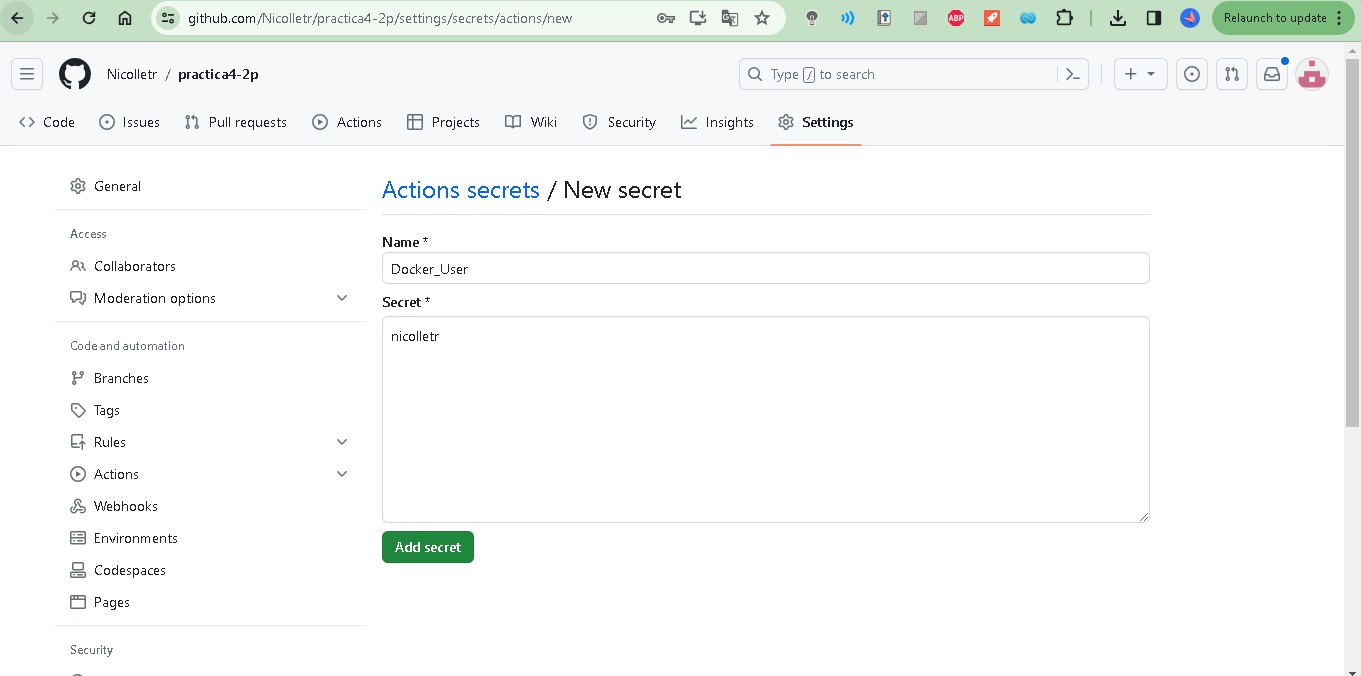 github.com/Nicolletr/practica4-2p/settings/secrets/actions/new
ABP
Relaunch to update
Nicolletr / practica4-2p
Type / to search
Code Issues Pull requests Actions Projects Wiki Security Insights Settings
General
Access
Collaborators
Moderation options
Code and automation
Branches
Tags
Rules
Actions
Webhooks
Environments
Codespaces
Pages
Security
Actions secrets / New secret
Name *
Docker_User
Secret *
nicolletr
Add secret